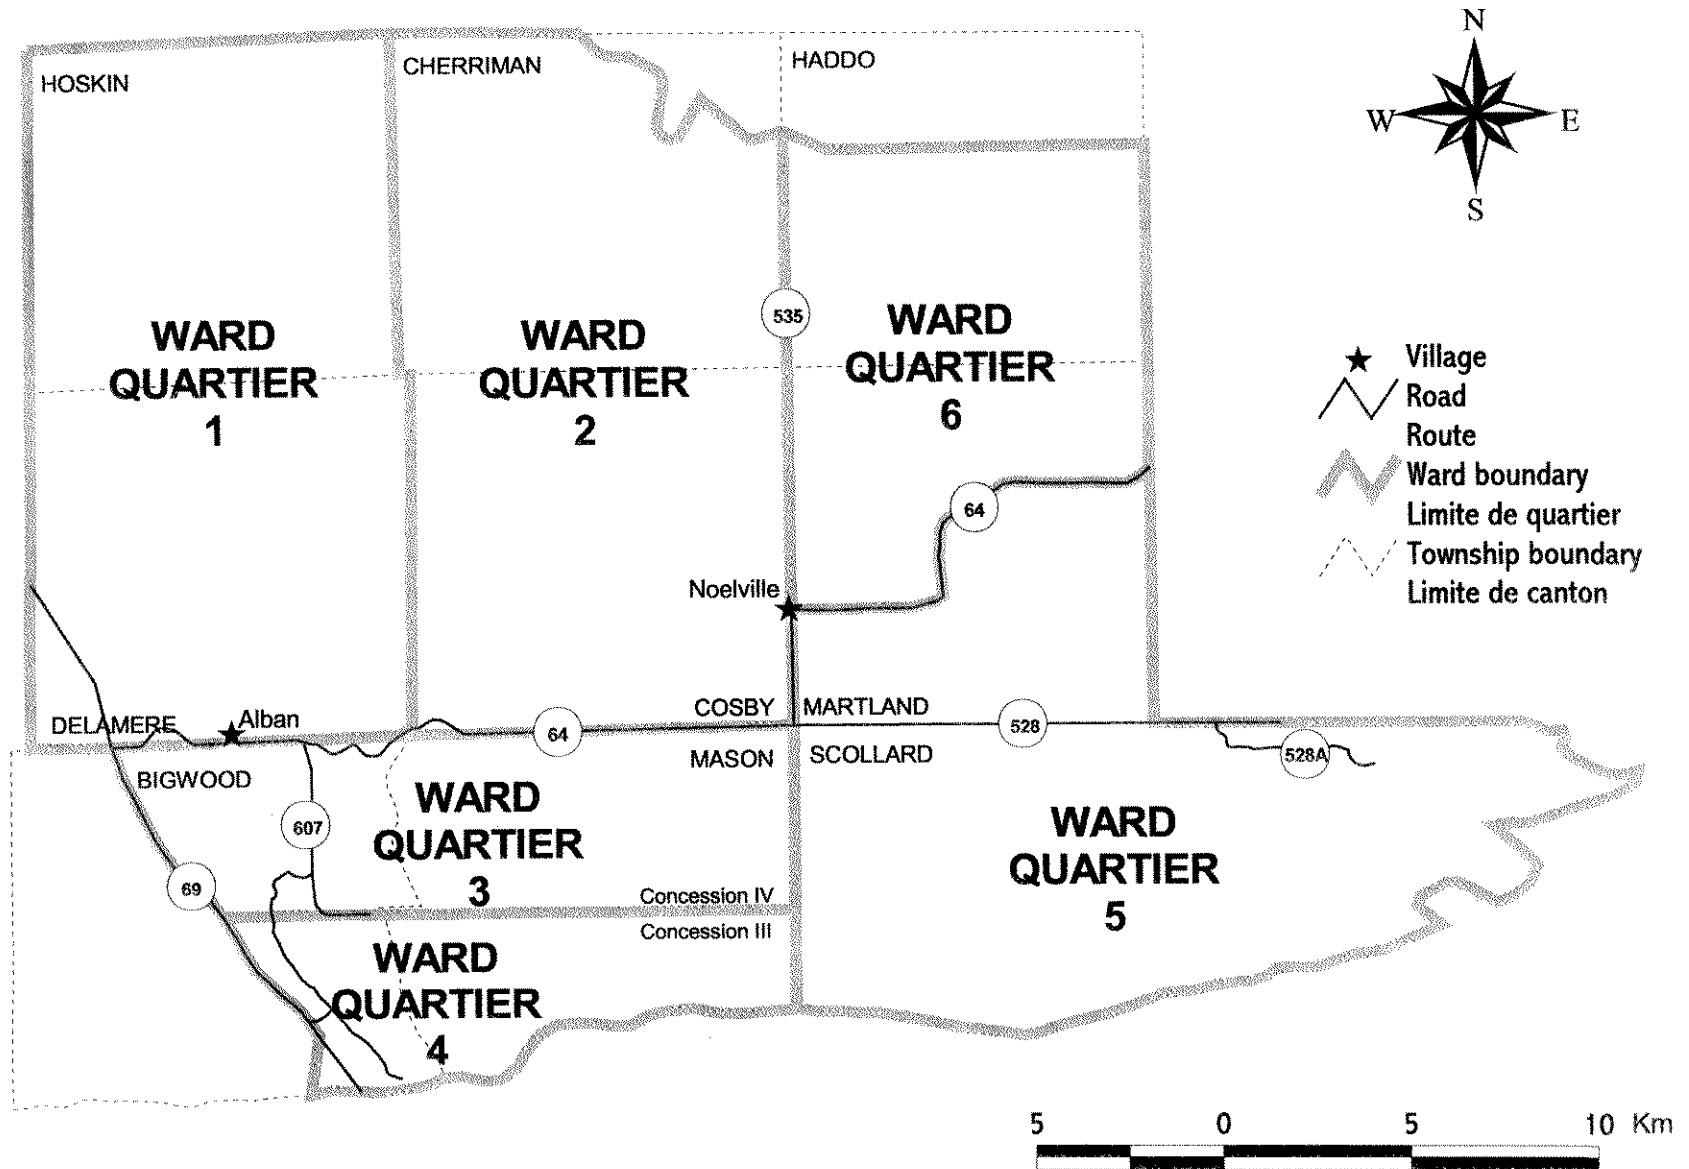 N
HOSKIN
CHERRIMAN
HADDO
W
E
S
535
WARD
QUARTIER
1
WARD
QUARTIER
2
WARD
QUARTIER
6
Village
Road
Route
Ward boundary
Limite de quartier
Township boundary
Limite de canton
64
Noelville
DELAMERE
Alban
COSBY
MARTLAND
64
528
BIGWOOD
MASON
SCOLLARD
528A
WARD
QUARTIER
3
607
69
WARD
QUARTIER
5
Concession IV
Concession III
WARD
QUARTIER
4
5 0 5 10 Km